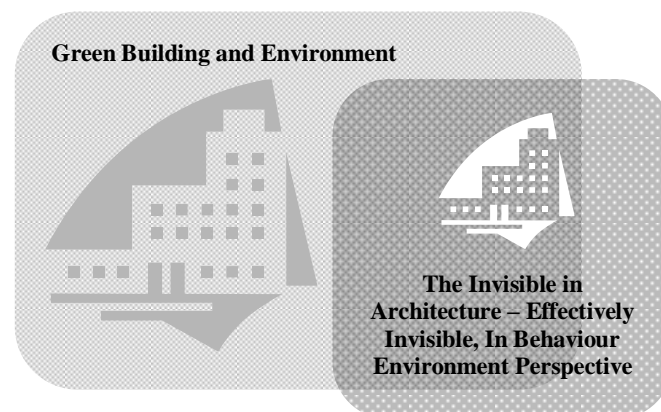 Green Building and Environment
The Invisible in
Architecture – Effectively
Invisible, In Behaviour
Environment Perspective